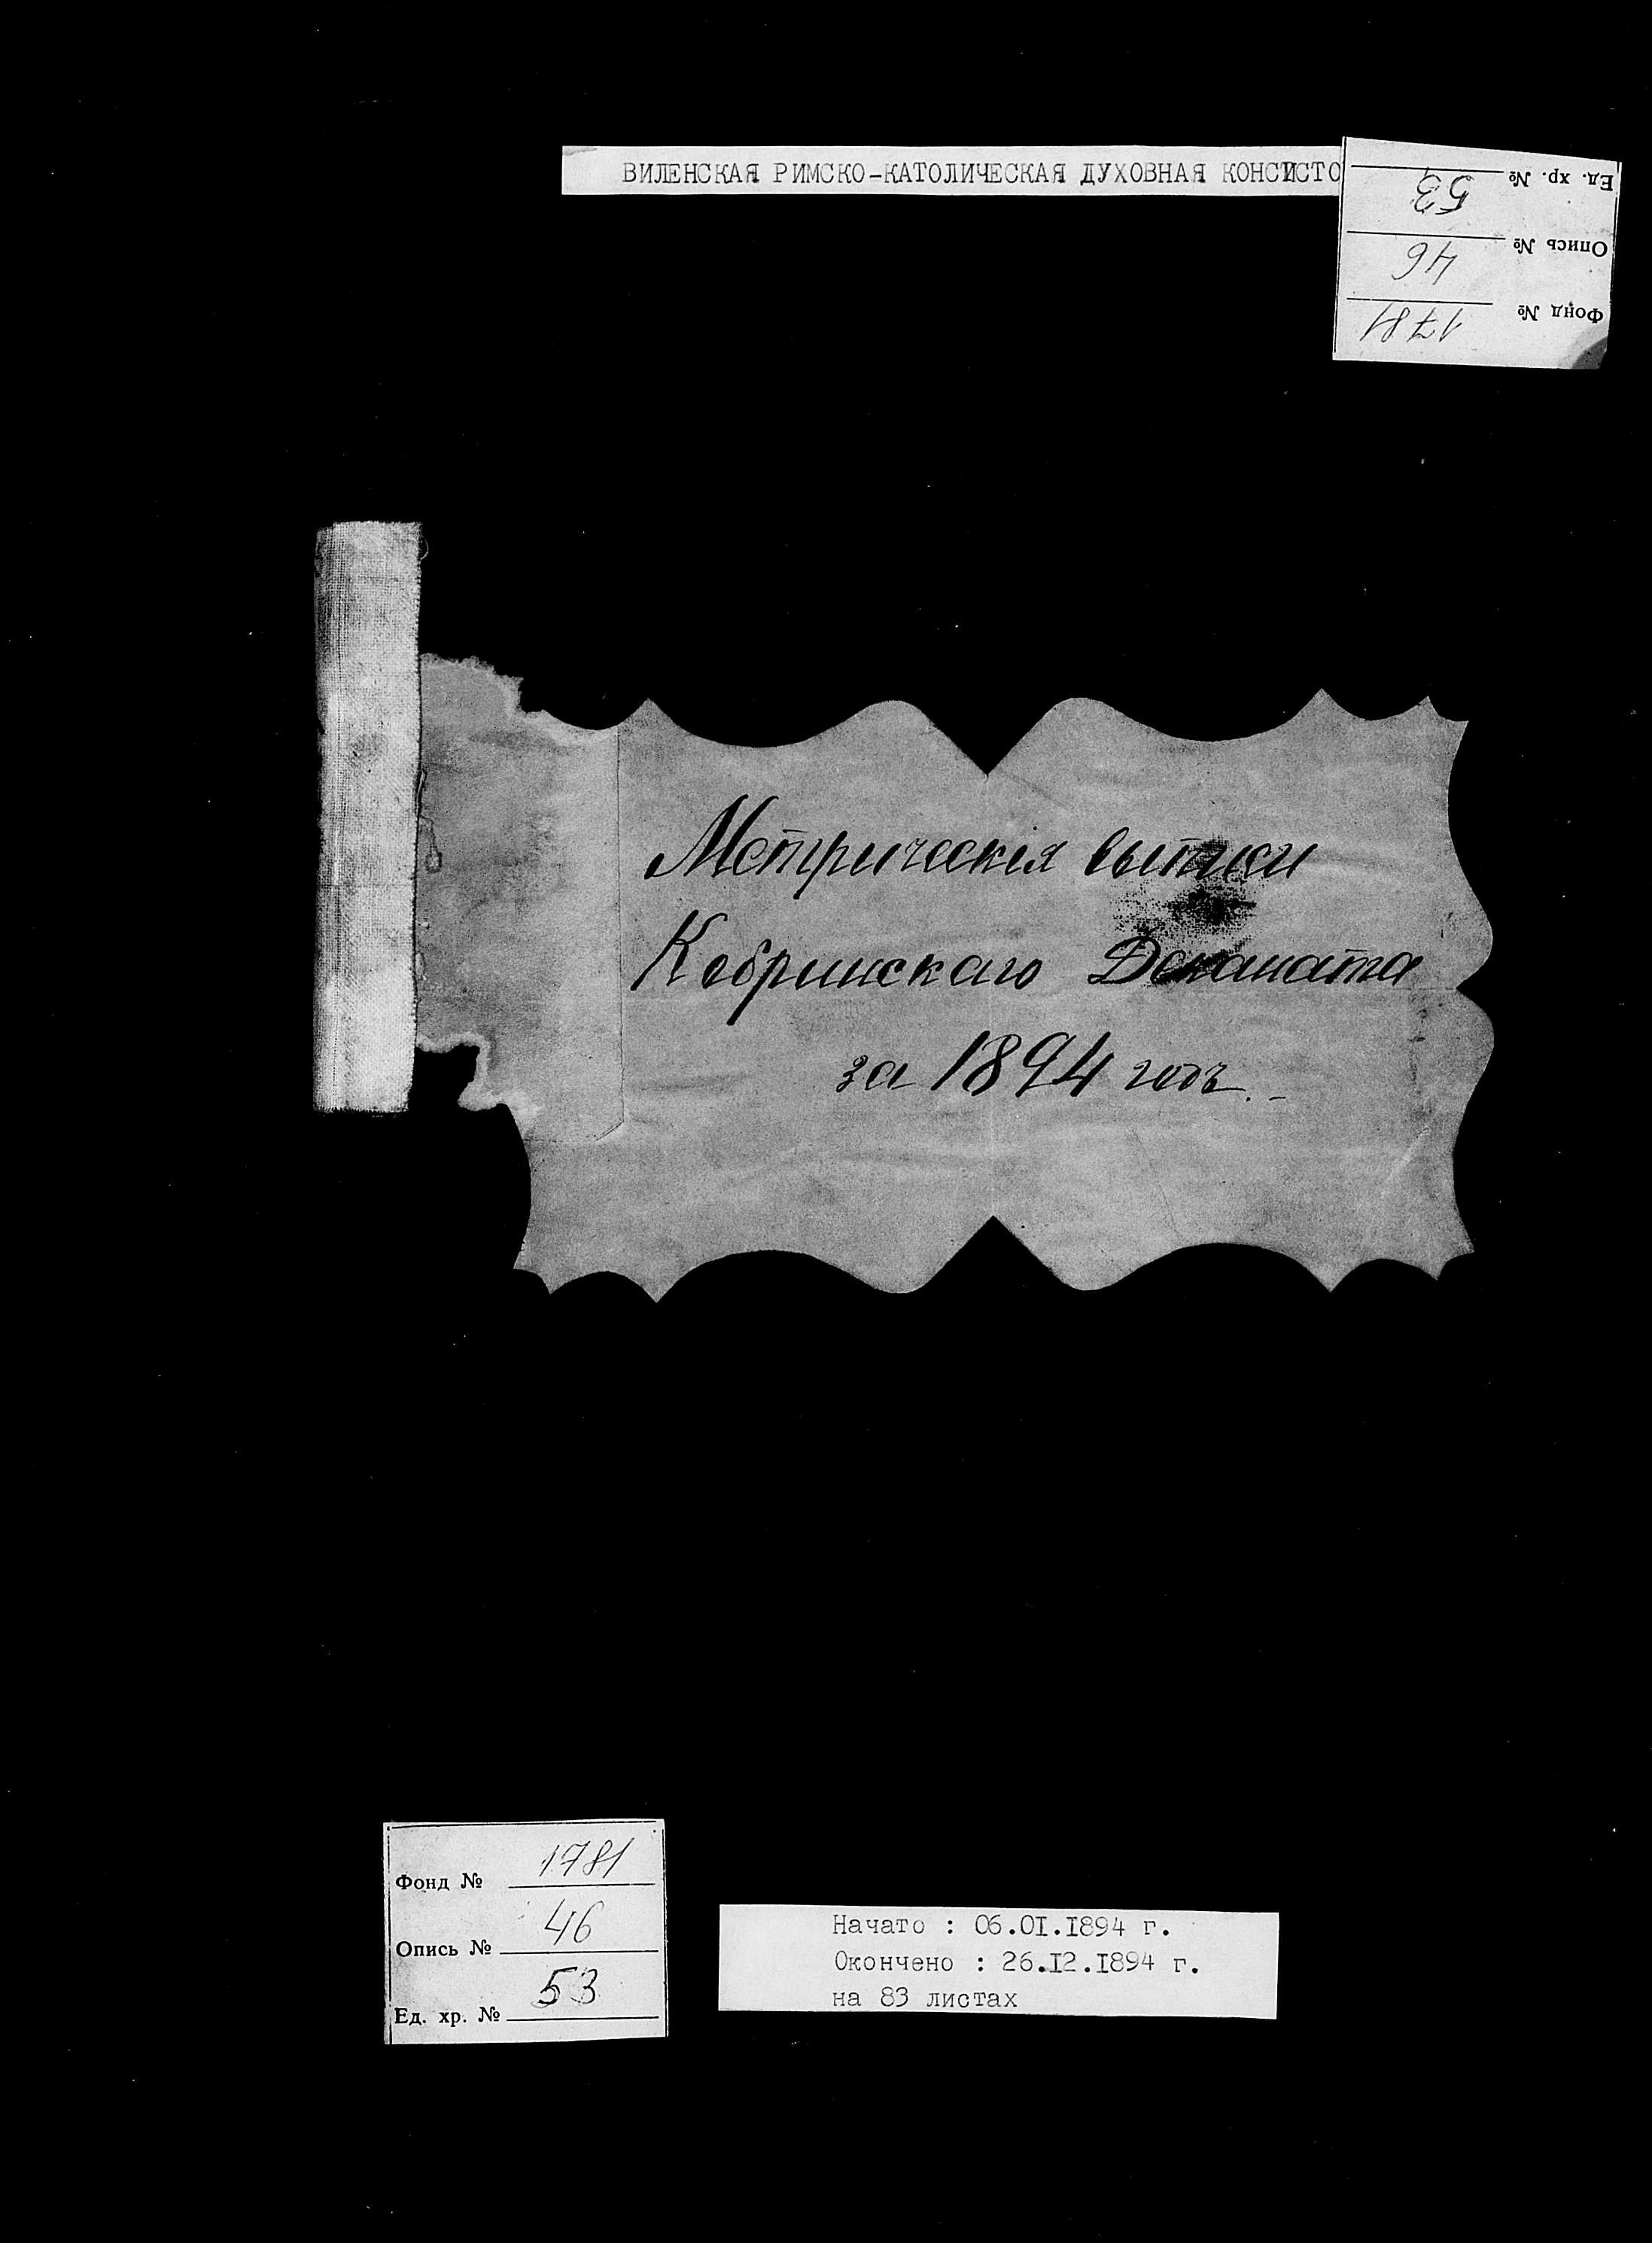 ВИЛЕНСКАЯ РИМСКО-КАТОЛИЧЕСКАЯ ДУХОВНАЯ КОНСИСТО
Ед. хр. № 53
Опись № 46
Фонд № 1781
Метрическія выписи
Кобринскаго Деканата
за 1894 годъ.-
Фонд № 1781
Опись № 46
Ед. хр. № 53
Начато : 06.01.1894 г.
Окончено : 26.12.1894 г.
на 83 листах